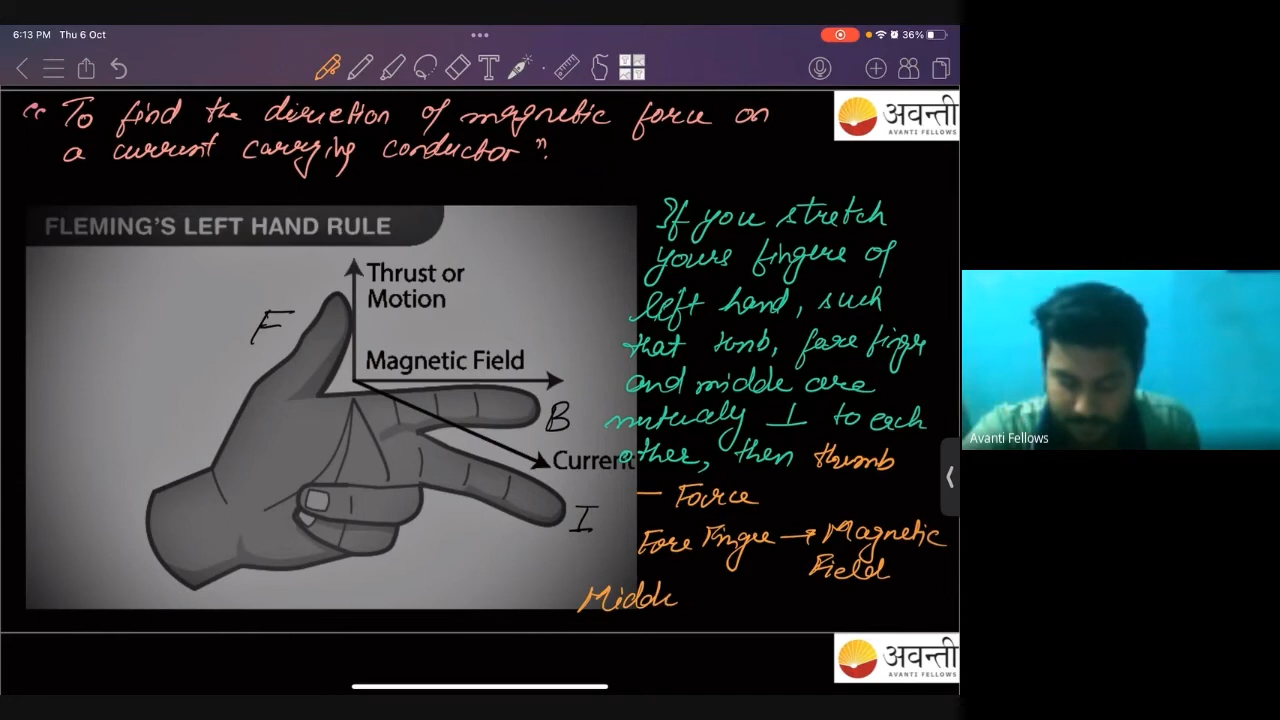 6:13 PM Thu 6 Oct
36%
“ To find the direction of magnetic force on
a current carrying conductor ”.
अवन्ती
AVANTI FELLOWS
FLEMING'S LEFT HAND RULE
Thrust or
Motion
F
Magnetic Field
B
Current
I
If you stretch
yours fingers of
left hand, such
that tomb, fore finger
and middle are
mutualy ⊥ to each
other, then thumb
— Force
Fore Finger → Magnetic
Field
Middle
Avanti Fellows
अवन्ती
AVANTI FELLOWS